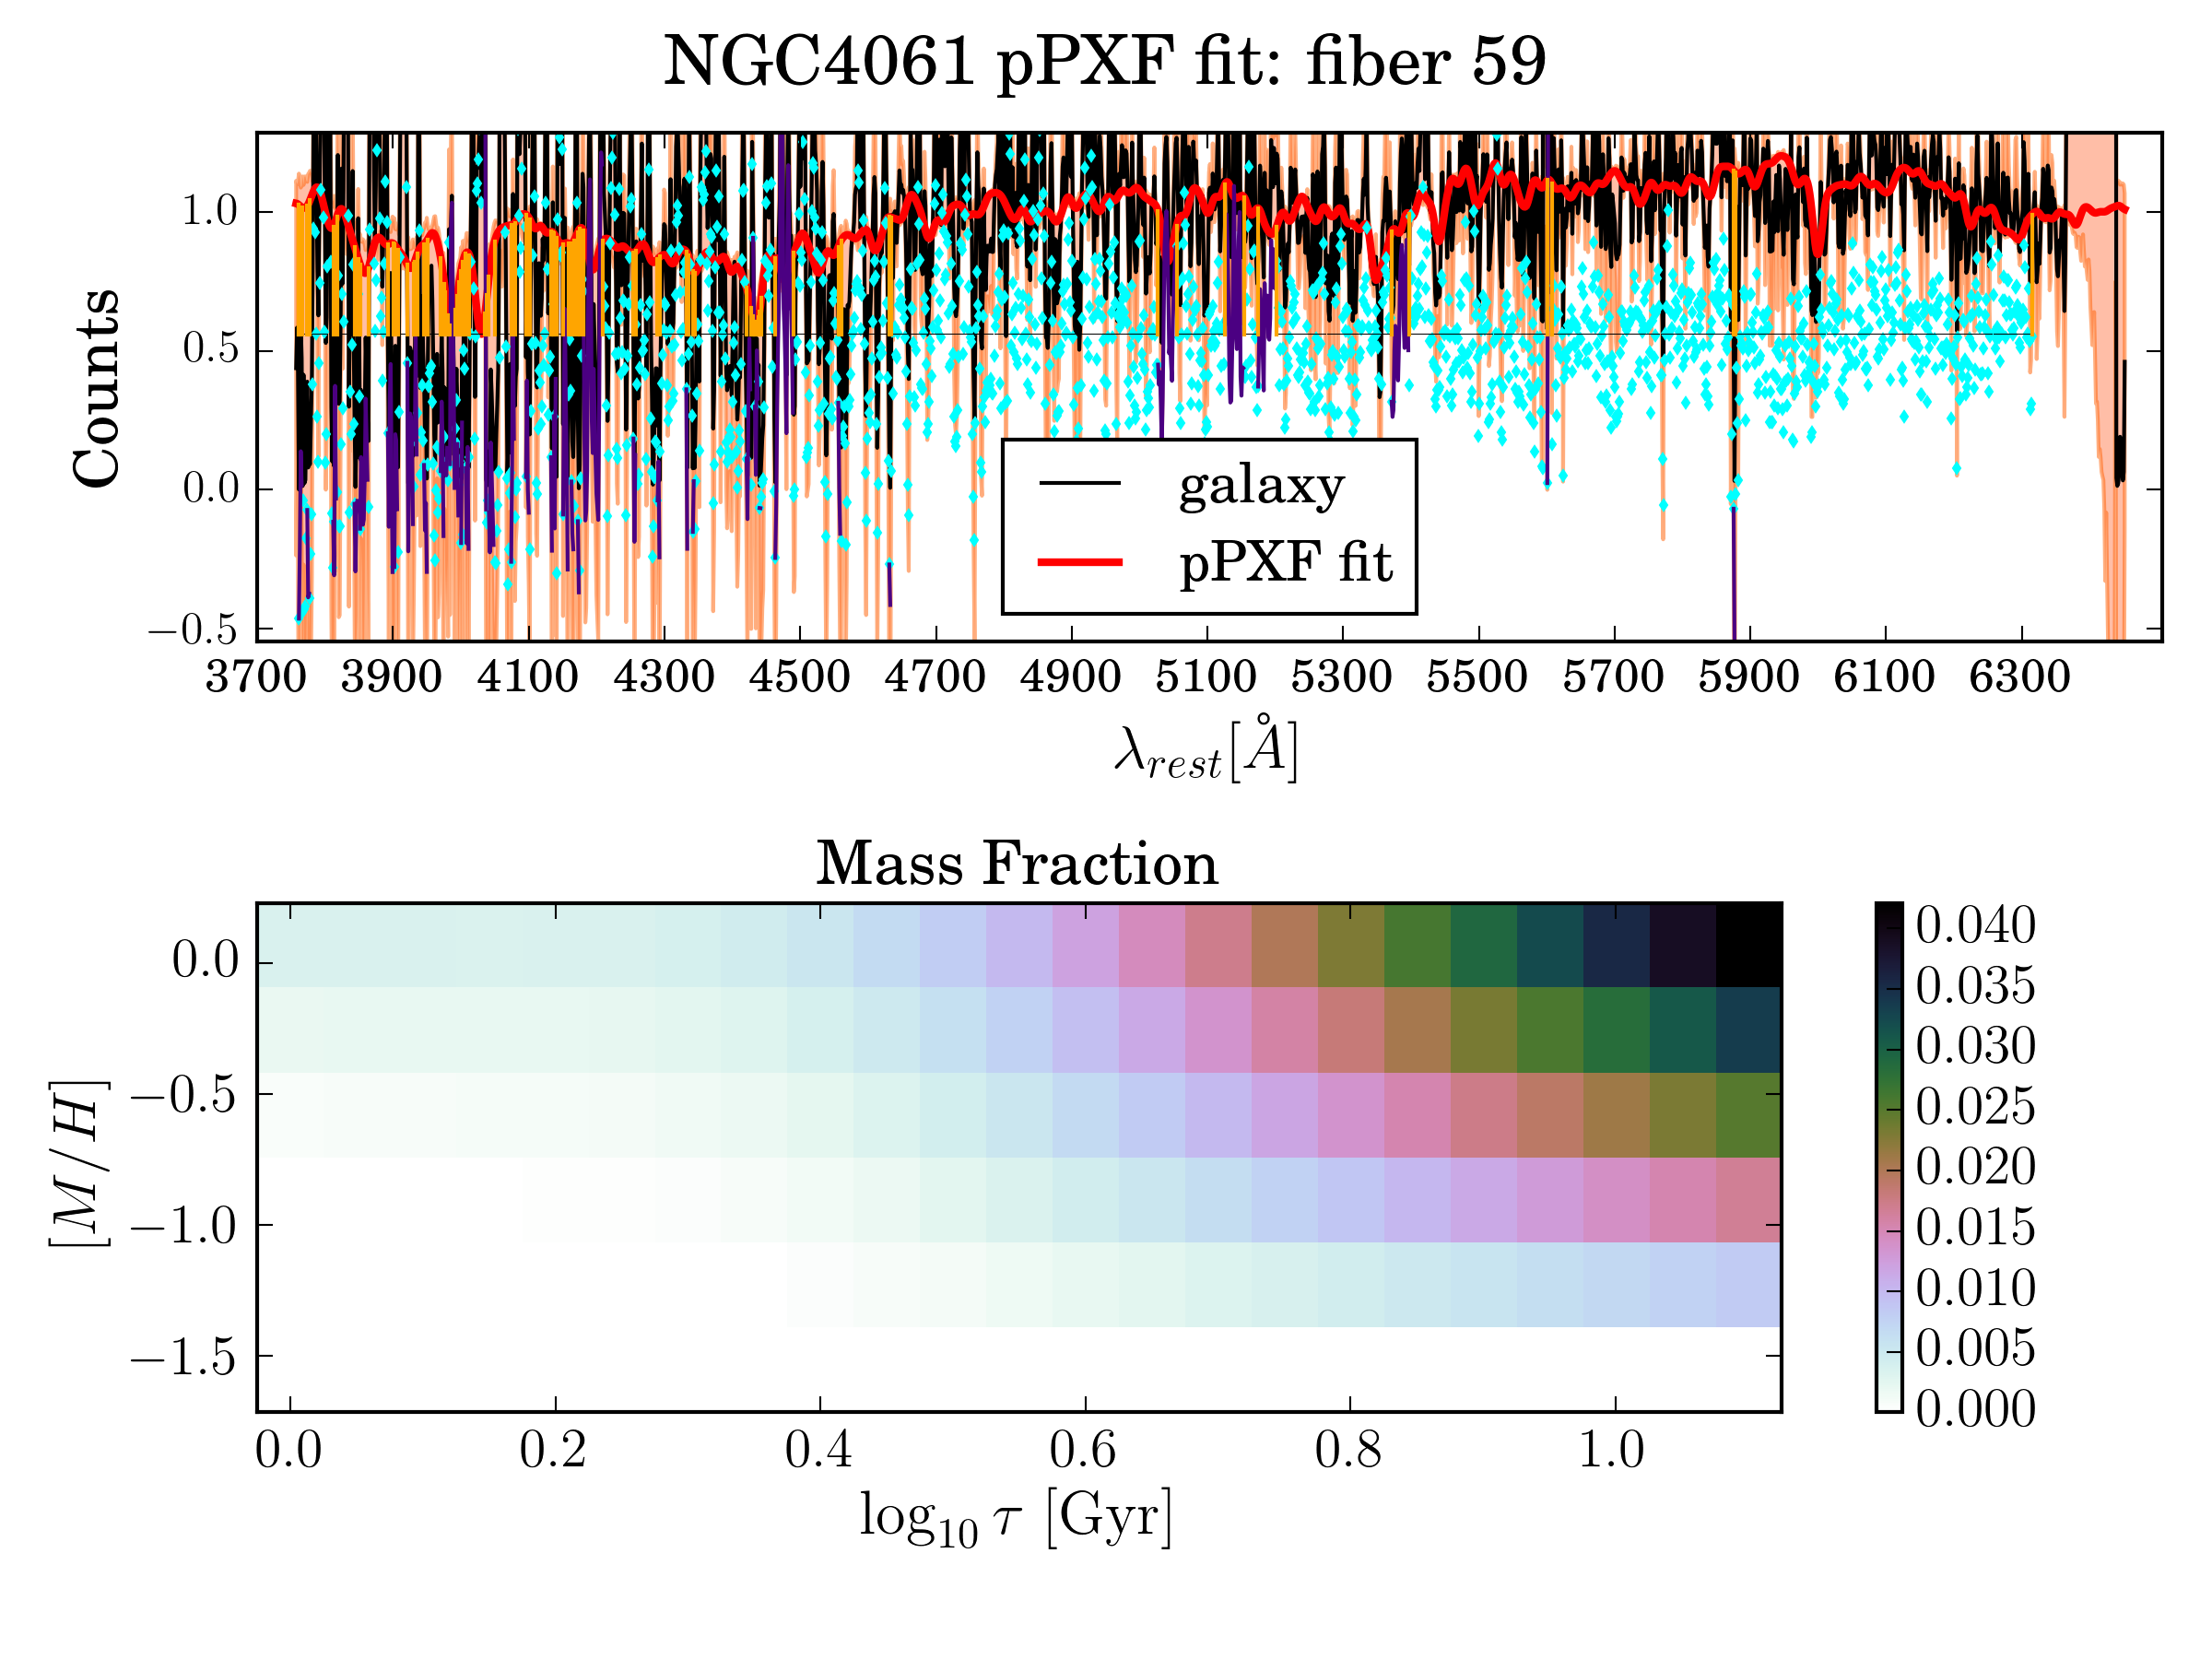 NGC4061 pPXF fit: fiber 59
Counts
1.0
0.5
0.0
−0.5
galaxy
pPXF fit
3700 3900 4100 4300 4500 4700 4900 5100 5300 5500 5700 5900 6100 6300
λrest[Å]
Mass Fraction
[M/H]
0.0
−0.5
−1.0
−1.5
0.0 0.2 0.4 0.6 0.8 1.0
log10 τ [Gyr]
0.040
0.035
0.030
0.025
0.020
0.015
0.010
0.005
0.000